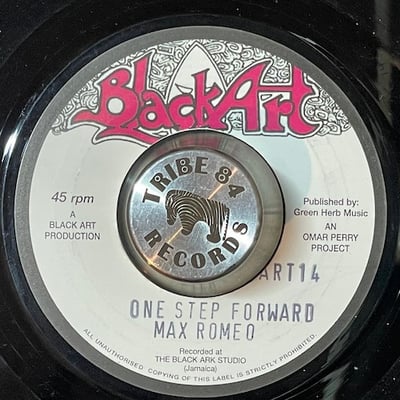 BlackArt
45 rpm
A
BLACK ART
PRODUCTION
TRIBE 84
RECORDS
Published by:
Green Herb Music
AN
OMAR PERRY
PROJECT
ART14
ONE STEP FORWARD
MAX ROMEO
Recorded at
THE BLACK ARK STUDIO
(Jamaica)
ALL UNAUTHORISED COPYING OF THIS LABEL IS STRICTLY PROHIBITED.